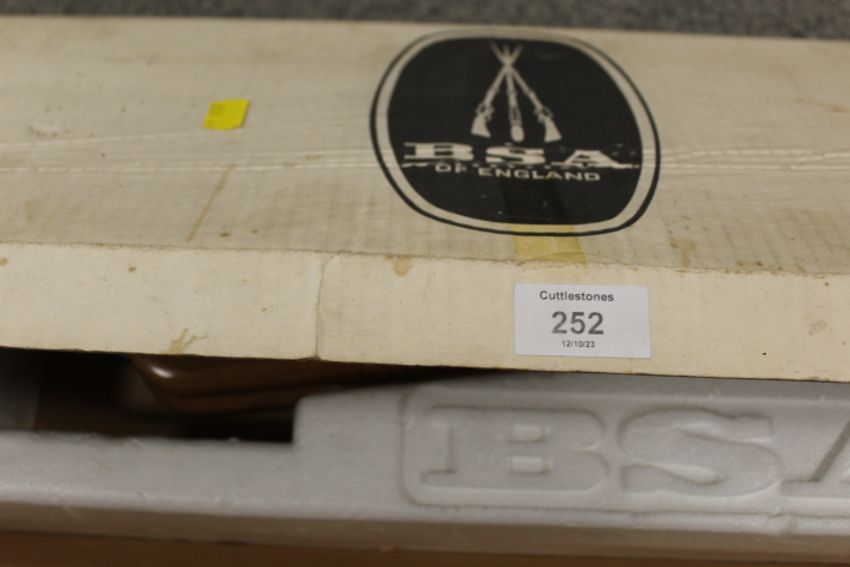 BSA
OF ENGLAND
Cuttlestones
252
12/10/23
BSA